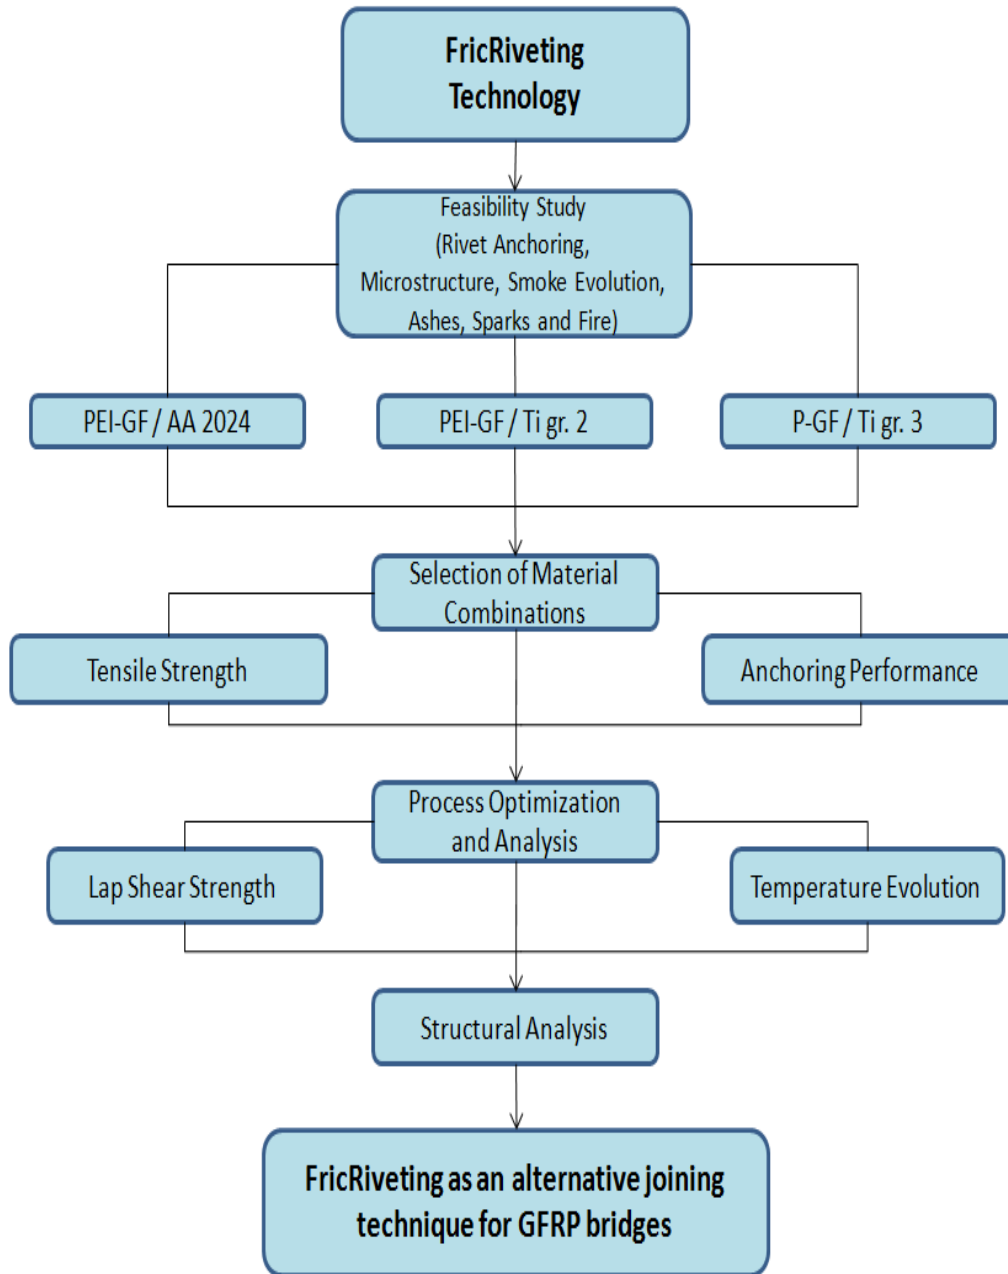 FricRiveting
Technology
Feasibility Study
(Rivet Anchoring,
Microstructure, Smoke Evolution,
Ashes, Sparks and Fire)
PEI-GF / AA 2024
PEI-GF / Ti gr. 2
P-GF / Ti gr. 3
Selection of Material
Combinations
Tensile Strength
Anchoring Performance
Process Optimization
and Analysis
Lap Shear Strength
Temperature Evolution
Structural Analysis
FricRiveting as an alternative joining
technique for GFRP bridges